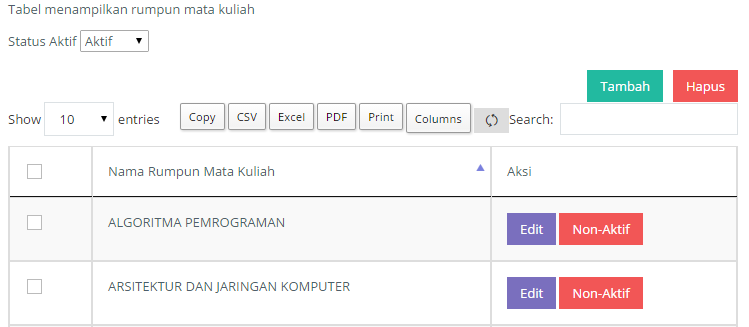 Tabel menampilkan rumpun mata kuliah
Status Aktif Aktif
Tambah Hapus
Show 10 entries Copy CSV Excel PDF Print Columns Search:
Nama Rumpun Mata Kuliah Aksi
ALGORITMA PEMROGRAMAN Edit Non-Aktif
ARSITEKTUR DAN JARINGAN KOMPUTER Edit Non-Aktif